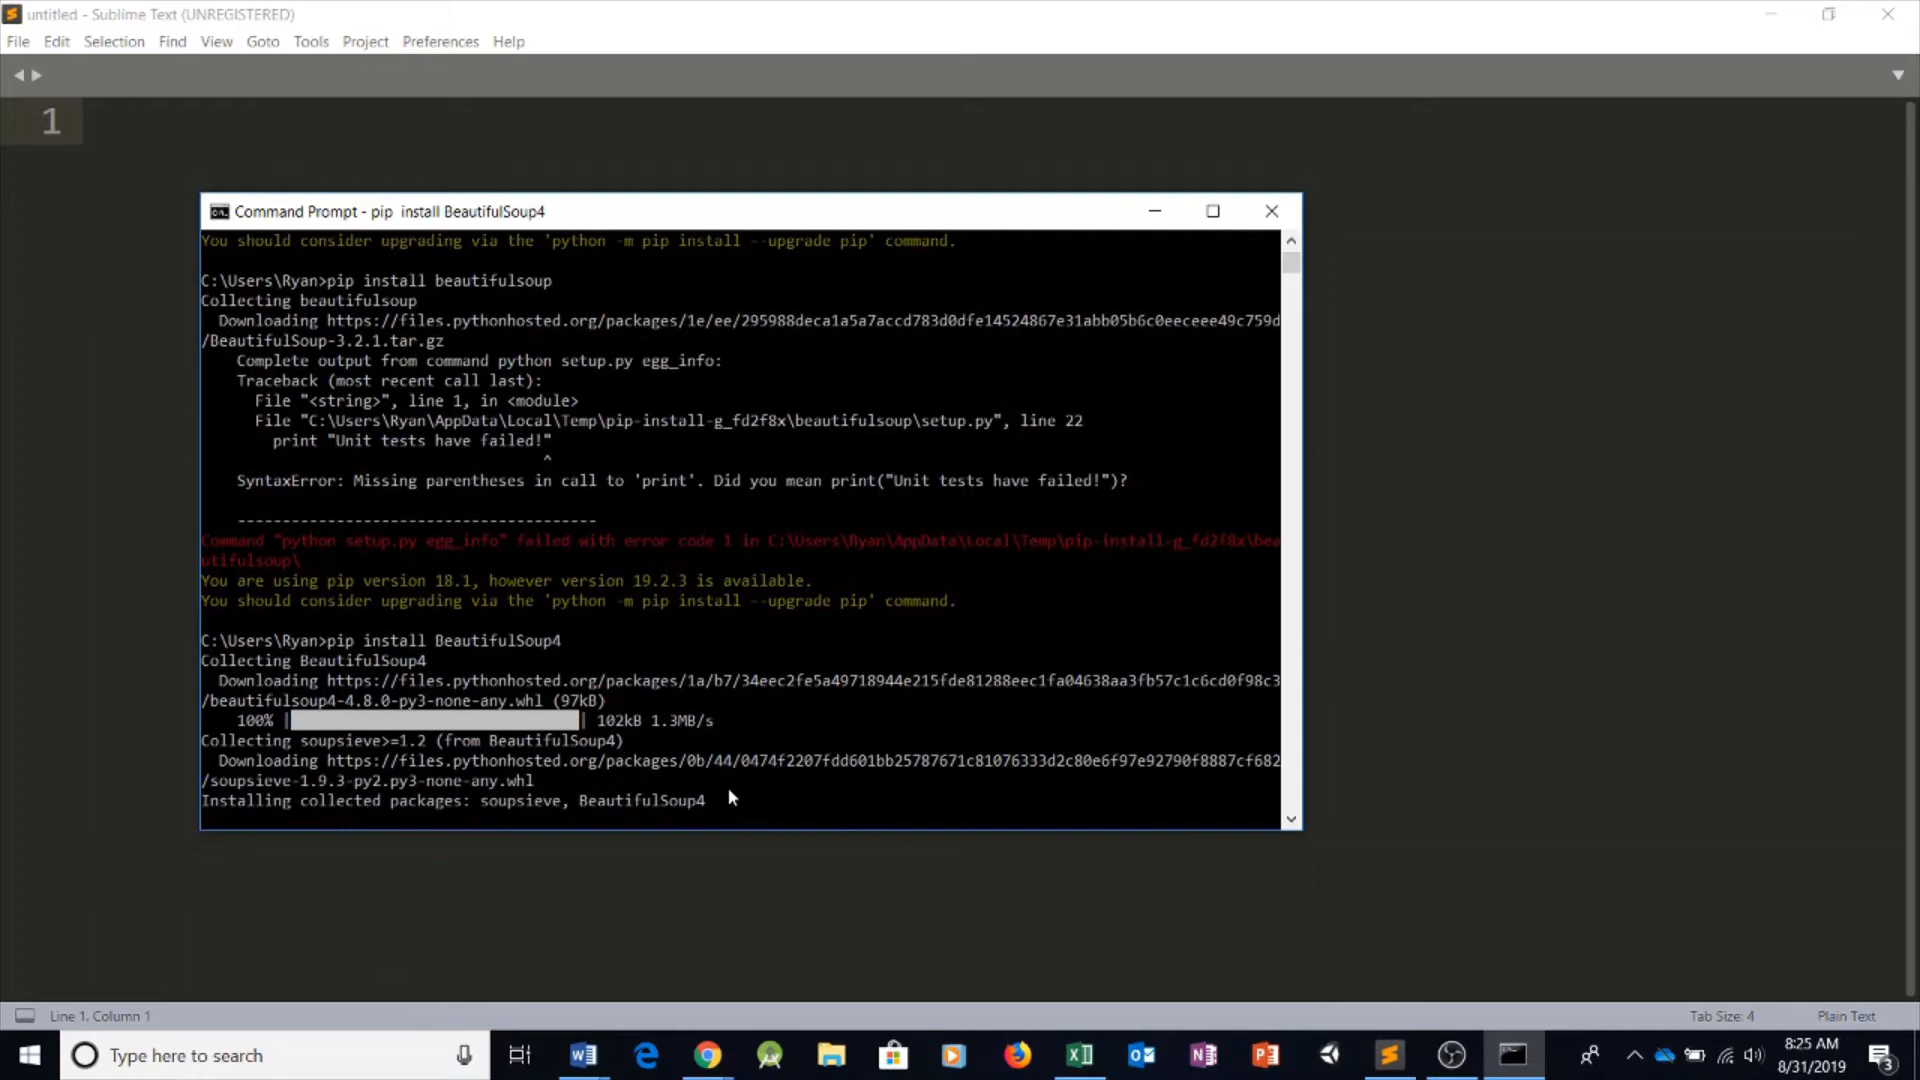 untitled - Sublime Text (UNREGISTERED)
File Edit Selection Find View Goto Tools Project Preferences Help
1
Command Prompt - pip  install BeautifulSoup4
You should consider upgrading via the 'python -m pip install --upgrade pip' command.
C:\Users\Ryan>pip install beautifulsoup
Collecting beautifulsoup
Downloading https://files.pythonhosted.org/packages/1e/ee/295988deca1a5a7accd783d0dfe14524867e31abb05b6c0eeceee49c759d
/BeautifulSoup-3.2.1.tar.gz
Complete output from command python setup.py egg_info:
Traceback (most recent call last):
File "<string>", line 1, in <module>
File "C:\Users\Ryan\AppData\Local\Temp\pip-install-g_fd2f8x\beautifulsoup\setup.py", line 22
print "Unit tests have failed!"
^
SyntaxError: Missing parentheses in call to 'print'. Did you mean print("Unit tests have failed!")?
----------------------------------------
Command "python setup.py egg_info" failed with error code 1 in C:\Users\Ryan\AppData\Local\Temp\pip-install-g_fd2f8x\bea
utifulsoup\
You are using pip version 18.1, however version 19.2.3 is available.
You should consider upgrading via the 'python -m pip install --upgrade pip' command.
C:\Users\Ryan>pip install BeautifulSoup4
Collecting BeautifulSoup4
Downloading https://files.pythonhosted.org/packages/1a/b7/34eec2fe5a49718944e215fde81288eec1fa04638aa3fb57c1c6cd0f98c3
/beautifulsoup4-4.8.0-py3-none-any.whl (97kB)
100% |████████████████████████████████| 102kB 1.3MB/s
Collecting soupsieve>=1.2 (from BeautifulSoup4)
Downloading https://files.pythonhosted.org/packages/0b/44/0474f2207fdd601bb25787671c81076333d2c80e6f97e92790f8887cf682
/soupsieve-1.9.3-py2.py3-none-any.whl
Installing collected packages: soupsieve, BeautifulSoup4
Line 1, Column 1
Tab Size: 4
Plain Text
Type here to search
8:25 AM
8/31/2019
3